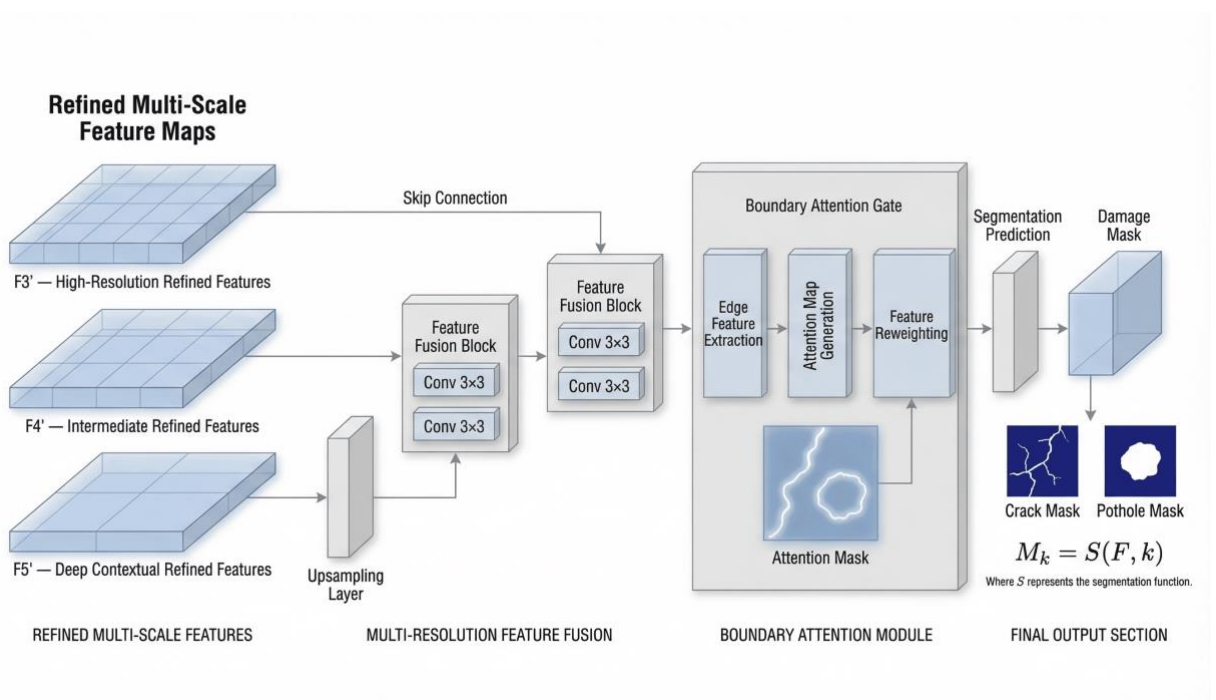 Refined Multi-Scale
Feature Maps
Skip Connection
F3' — High-Resolution Refined Features
F4' — Intermediate Refined Features
F5' — Deep Contextual Refined Features
Upsampling
Layer
Feature
Fusion Block
Conv 3×3
Conv 3×3
Feature
Fusion Block
Conv 3×3
Conv 3×3
Boundary Attention Gate
Edge
Feature
Extraction
Attention Map
Generation
Feature
Reweighting
Attention Mask
Segmentation
Prediction
Damage
Mask
Crack Mask
Pothole Mask
M_k = S(F, k)
Where S represents the segmentation function.
REFINED MULTI-SCALE FEATURES
MULTI-RESOLUTION FEATURE FUSION
BOUNDARY ATTENTION MODULE
FINAL OUTPUT SECTION